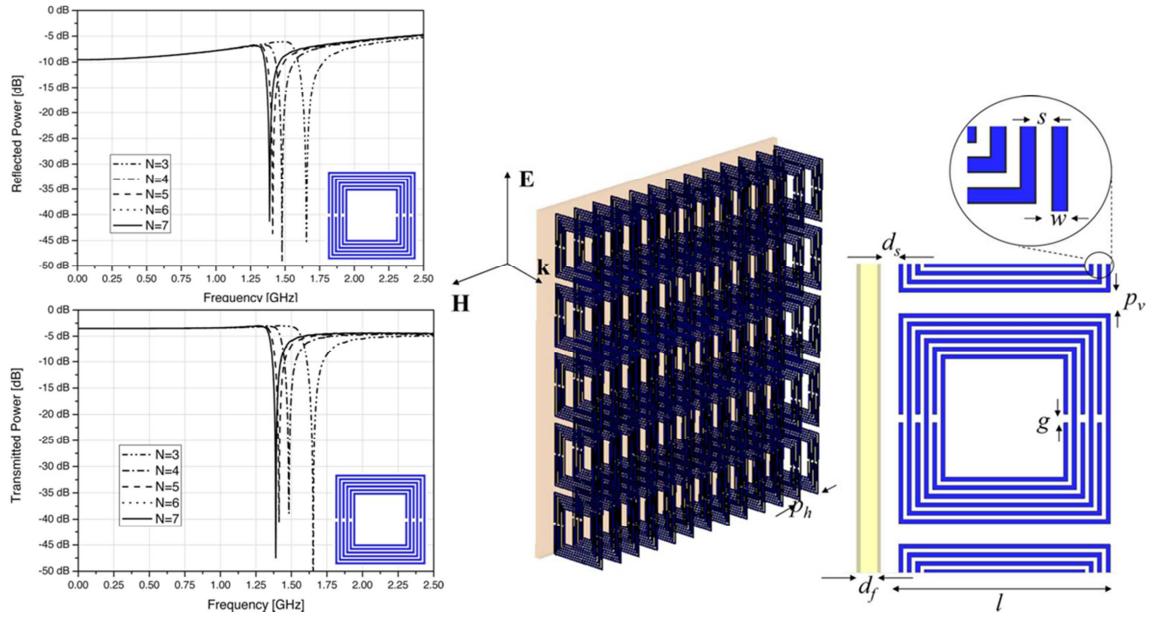 0 dB
-5 dB
-10 dB
-15 dB
-20 dB
-25 dB
-30 dB
-35 dB
-40 dB
-45 dB
-50 dB
Reflected Power [dB]
N=3
N=4
N=5
N=6
N=7
0.00 0.25 0.50 0.75 1.00 1.25 1.50 1.75 2.00 2.25 2.50
Frequency [GHz]
0 dB
-5 dB
-10 dB
-15 dB
-20 dB
-25 dB
-30 dB
-35 dB
-40 dB
-45 dB
-50 dB
Transmitted Power [dB]
N=3
N=4
N=5
N=6
N=7
0.00 0.25 0.50 0.75 1.00 1.25 1.50 1.75 2.00 2.25 2.50
Frequency [GHz]
E
k
H
p_h
s
w
d_s
p_v
g
d_f
l